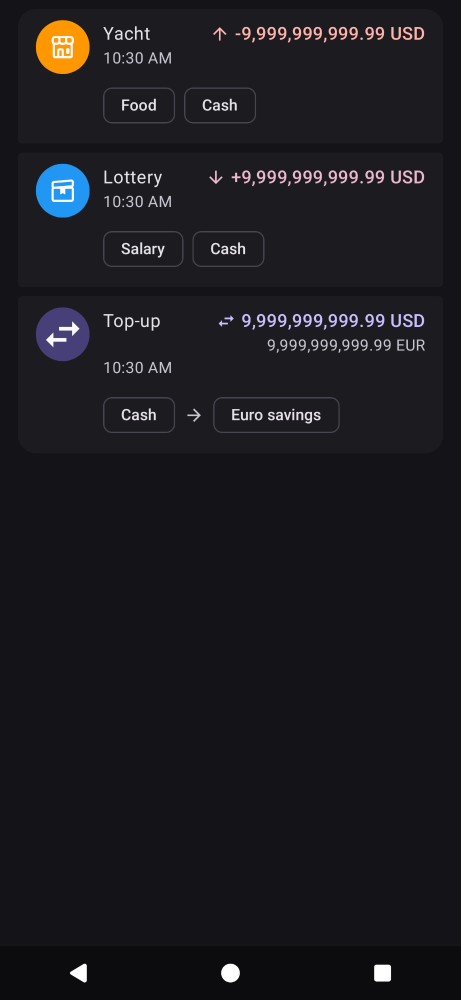 Yacht ↑ -9,999,999,999.99 USD
10:30 AM
Food Cash
Lottery ↓ +9,999,999,999.99 USD
10:30 AM
Salary Cash
Top-up 9,999,999,999.99 USD
9,999,999,999.99 EUR
10:30 AM
Cash → Euro savings